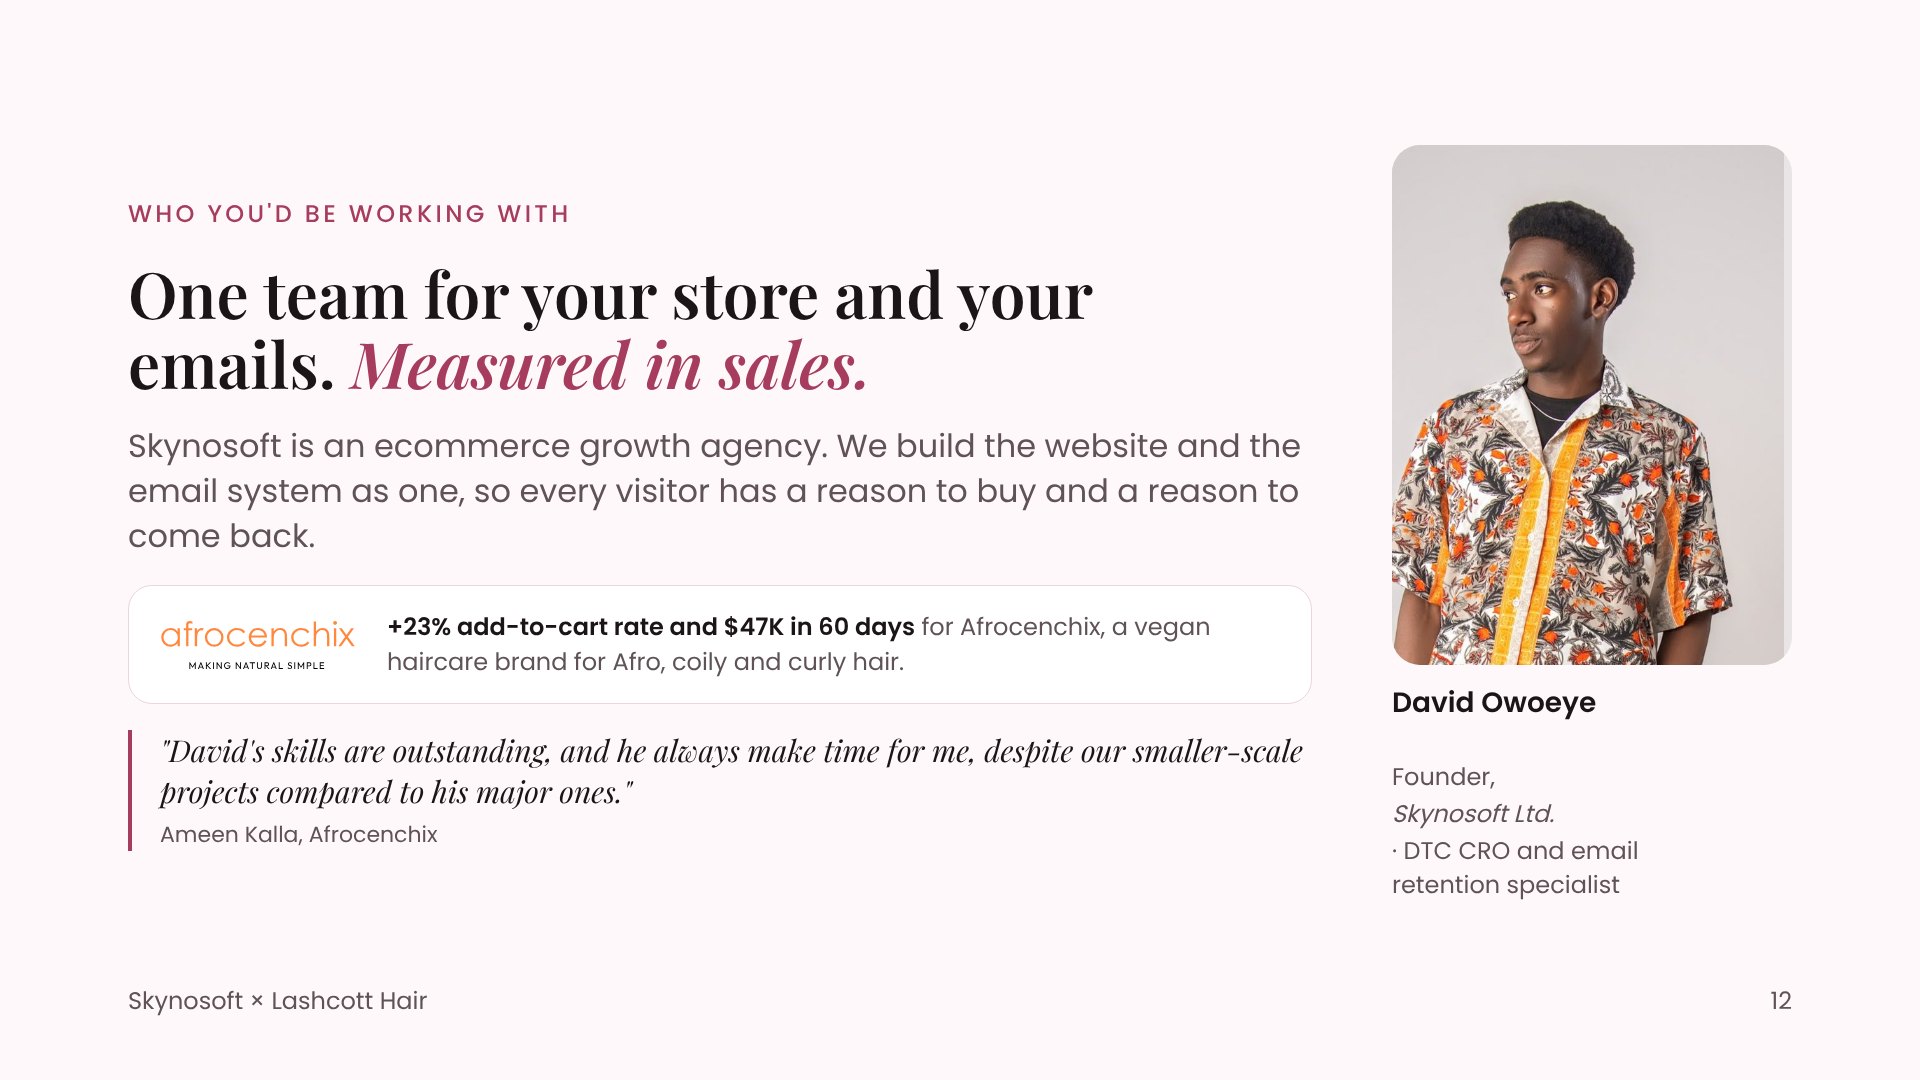 WHO YOU'D BE WORKING WITH
One team for your store and your
emails. Measured in sales.
Skynosoft is an ecommerce growth agency. We build the website and the
email system as one, so every visitor has a reason to buy and a reason to
come back.
afrocenchix
MAKING NATURAL SIMPLE
+23% add-to-cart rate and $47K in 60 days for Afrocenchix, a vegan
haircare brand for Afro, coily and curly hair.
"David's skills are outstanding, and he always make time for me, despite our smaller-scale
projects compared to his major ones."
Ameen Kalla, Afrocenchix
David Owoeye
Founder,
Skynosoft Ltd.
· DTC CRO and email
retention specialist
Skynosoft × Lashcott Hair
12